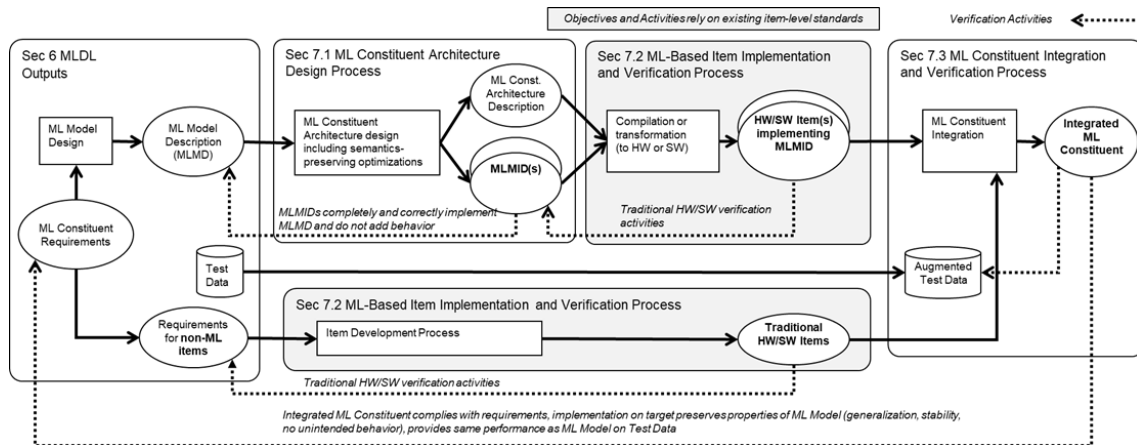 Objectives and Activities rely on existing item-level standards
Verification Activities
Sec 6 MLDL
Outputs
Sec 7.1 ML Constituent Architecture
Design Process
Sec 7.2 ML-Based Item Implementation
and Verification Process
Sec 7.3 ML Constituent Integration
and Verification Process
ML Model
Design
ML Model
Description
(MLMD)
ML Constituent
Architecture design
including semantics-
preserving optimizations
ML Const.
Architecture
Description
MLMID(s)
Compilation or
transformation
(to HW or SW)
HW/SW Item(s)
implementing
MLMID
ML Constituent
Integration
Integrated
ML
Constituent
MLMIDs completely and correctly implement
MLMD and do not add behavior
Traditional HW/SW verification
activities
ML Constituent
Requirements
Test
Data
Augmented
Test Data
Sec 7.2 ML-Based Item Implementation and Verification Process
Requirements
for non-ML
items
Item Development Process
Traditional
HW/SW Items
Traditional HW/SW verification activities
Integrated ML Constituent complies with requirements, implementation on target preserves properties of ML Model (generalization, stability,
no unintended behavior), provides same performance as ML Model on Test Data